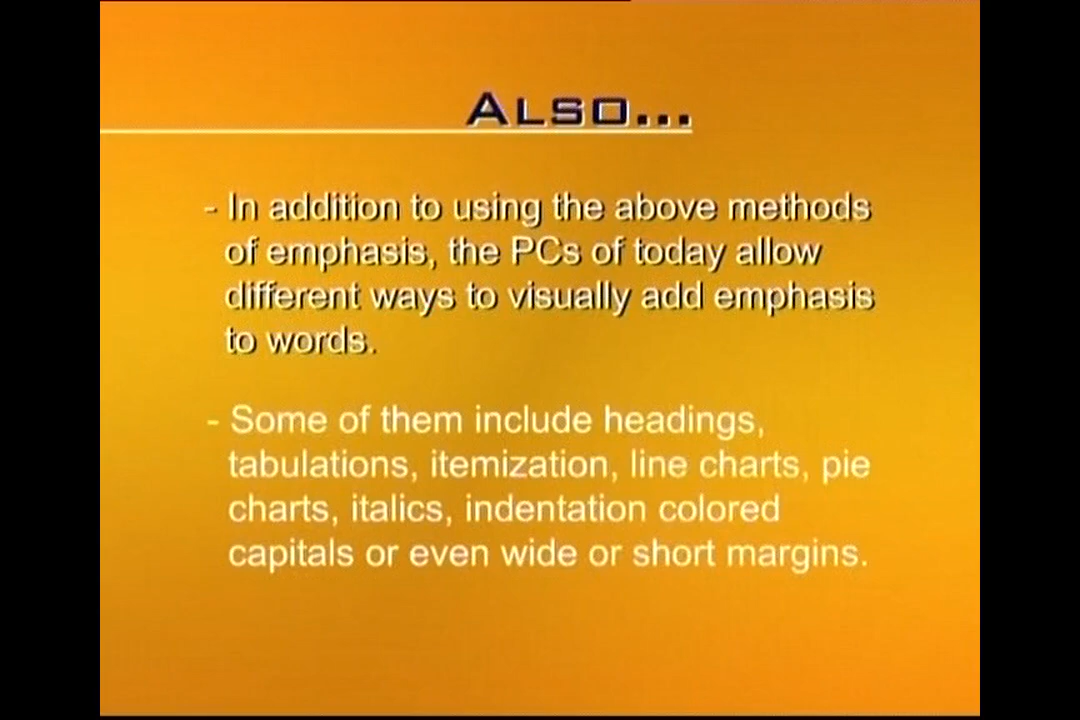 ALSO...
- In addition to using the above methods
of emphasis, the PCs of today allow
different ways to visually add emphasis
to words.
- Some of them include headings,
tabulations, itemization, line charts, pie
charts, italics, indentation colored
capitals or even wide or short margins.